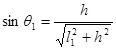 sin θ₁ = h / √(l₁² + h²)